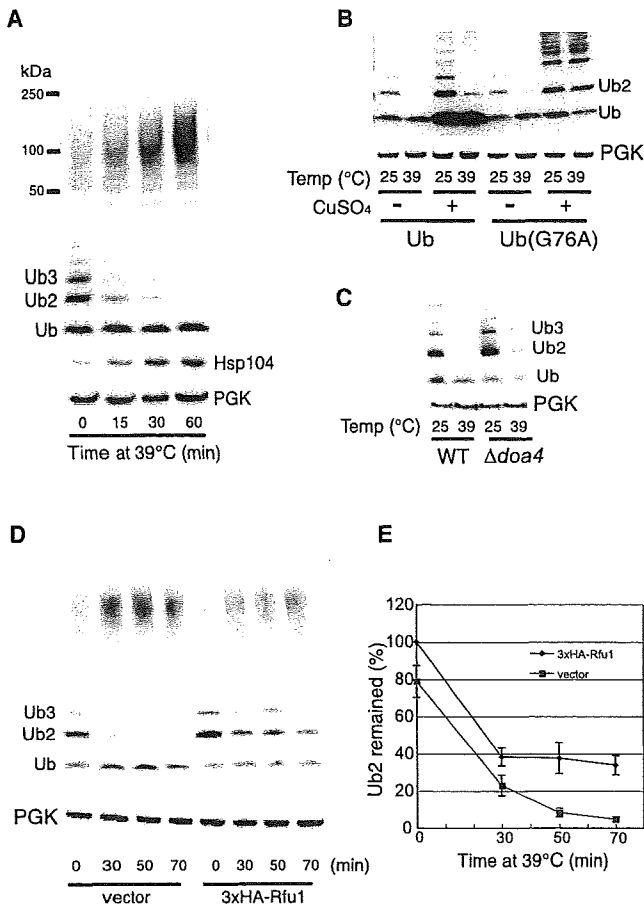 A
kDa
250
100
50
Ub3
Ub2
Ub
Hsp104
PGK
0 15 30 60
Time at 39°C (min)
B
Ub2
Ub
PGK
Temp (°C) 25 39 25 39 25 39 25 39
CuSO₄ - + - +
Ub Ub(G76A)
C
Ub3
Ub2
Ub
PGK
Temp (°C) 25 39 25 39
WT Δdoa4
D
Ub3
Ub2
Ub
PGK
0 30 50 70 0 30 50 70 (min)
vector 3xHA-Rfu1
E
Ub2 remained (%)
120
100
80
60
40
20
0
3xHA-Rfu1
vector
0 30 50 70
Time at 39°C (min)